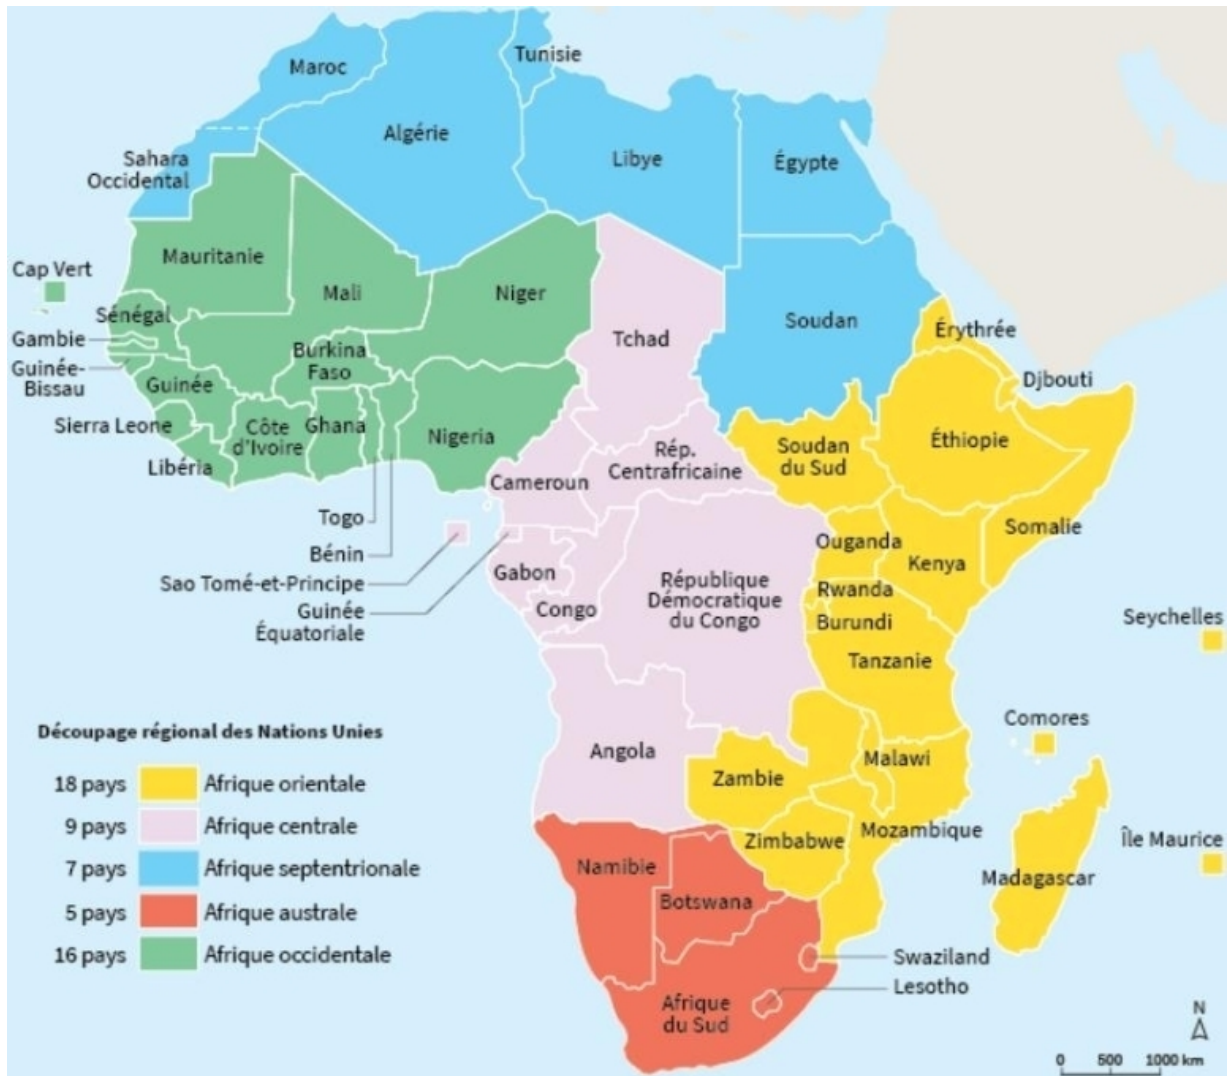 Tunisie
Maroc
Algérie
Libye
Égypte
Sahara
Occidental
Mauritanie
Cap Vert
Mali
Niger
Sénégal
Soudan
Érythrée
Tchad
Gambie
Burkina
Faso
Guinée-
Bissau
Guinée
Djbouti
Sierra Leone
Côte
d'Ivoire
Ghana
Nigeria
Éthiopie
Soudan
du Sud
Rép.
Centrafricaine
Libéria
Cameroun
Togo
Somalie
Bénin
Ouganda
Kenya
Sao Tomé-et-Principe
Gabon
République
Démocratique
du Congo
Rwanda
Guinée
Équatoriale
Congo
Burundi
Seychelles
Tanzanie
Comores
Découpage régional des Nations Unies
Angola
Malawi
Zambie
18 pays Afrique orientale
9 pays Afrique centrale
7 pays Afrique septentrionale
5 pays Afrique australe
16 pays Afrique occidentale
Mozambique
Zimbabwe
Île Maurice
Namibie
Madagascar
Botswana
Swaziland
Lesotho
Afrique
du Sud
N
0 500 1000 km